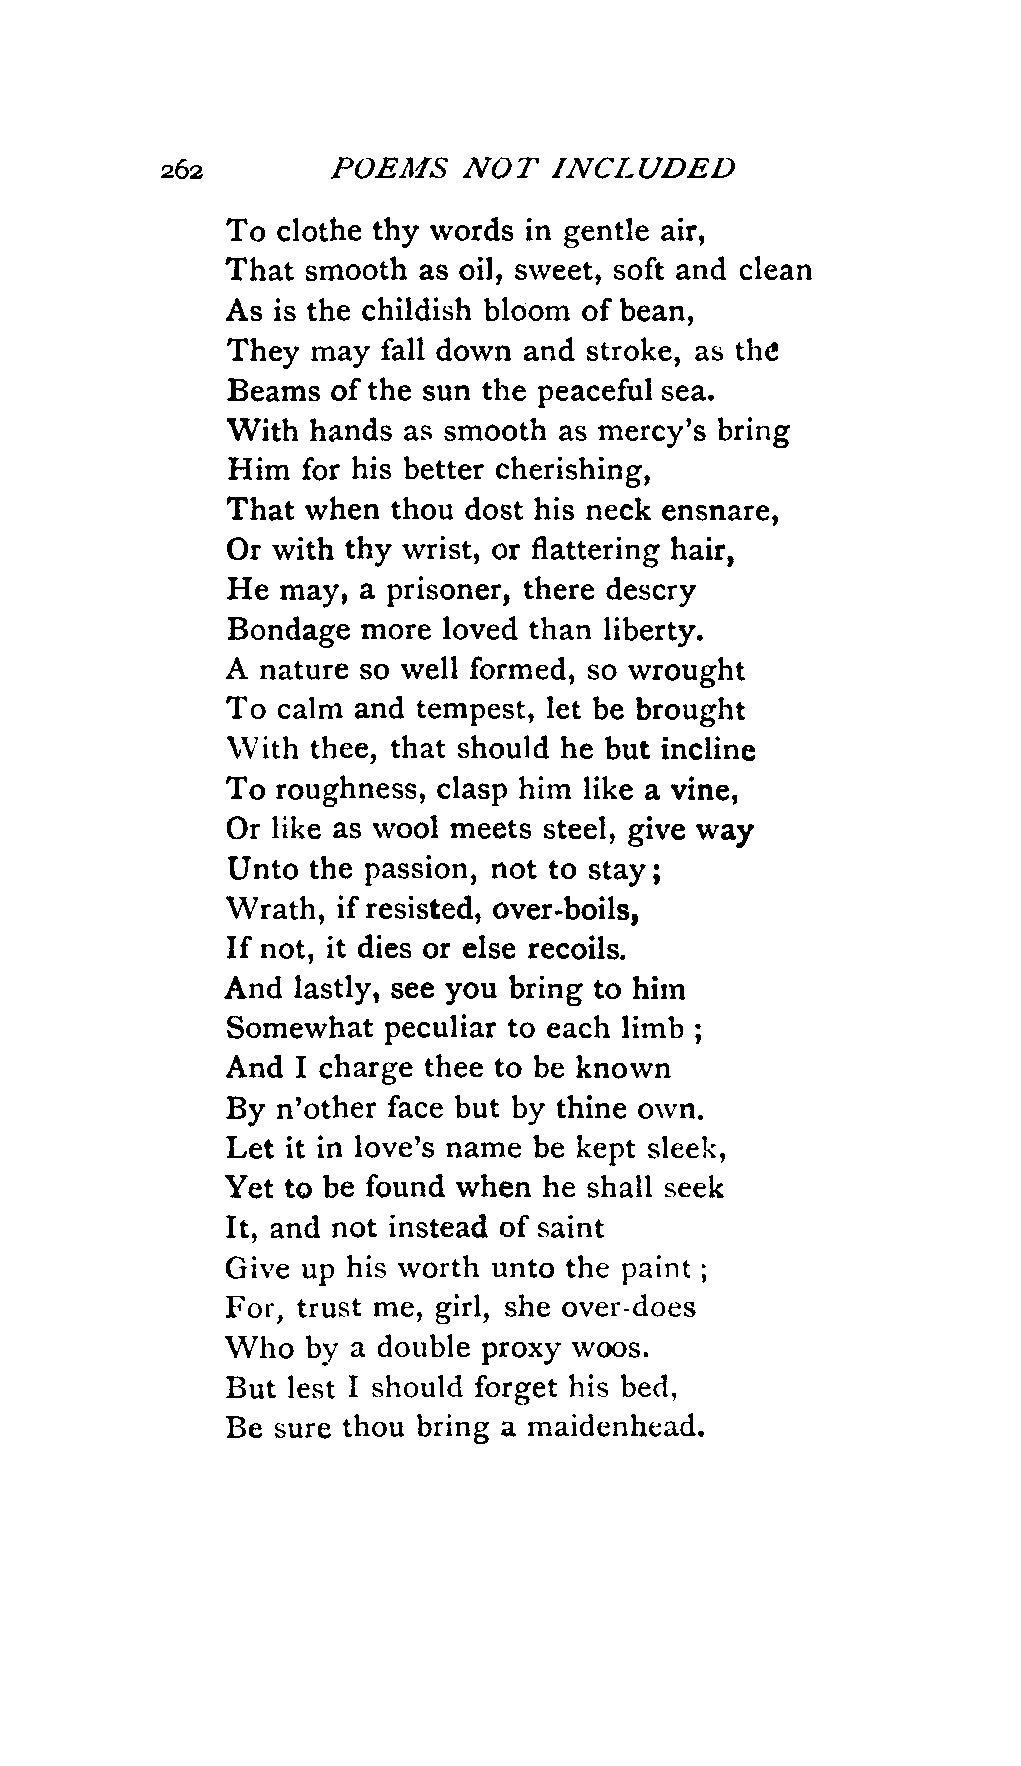 262 POEMS NOT INCLUDED
To clothe thy words in gentle air,
That smooth as oil, sweet, soft and clean
As is the childish bloom of bean,
They may fall down and stroke, as the
Beams of the sun the peaceful sea.
With hands as smooth as mercy's bring
Him for his better cherishing,
That when thou dost his neck ensnare,
Or with thy wrist, or flattering hair,
He may, a prisoner, there descry
Bondage more loved than liberty.
A nature so well formed, so wrought
To calm and tempest, let be brought
With thee, that should he but incline
To roughness, clasp him like a vine,
Or like as wool meets steel, give way
Unto the passion, not to stay;
Wrath, if resisted, over-boils,
If not, it dies or else recoils.
And lastly, see you bring to him
Somewhat peculiar to each limb ;
And I charge thee to be known
By n'other face but by thine own.
Let it in love's name be kept sleek,
Yet to be found when he shall seek
It, and not instead of saint
Give up his worth unto the paint ;
For, trust me, girl, she over-does
Who by a double proxy woos.
But lest I should forget his bed,
Be sure thou bring a maidenhead.